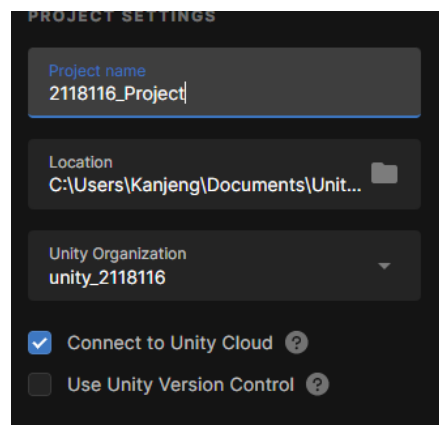 PROJECT SETTINGS
Project name
2118116_Project
Location
C:\Users\Kanjeng\Documents\Unit...
Unity Organization
unity_2118116
Connect to Unity Cloud
Use Unity Version Control